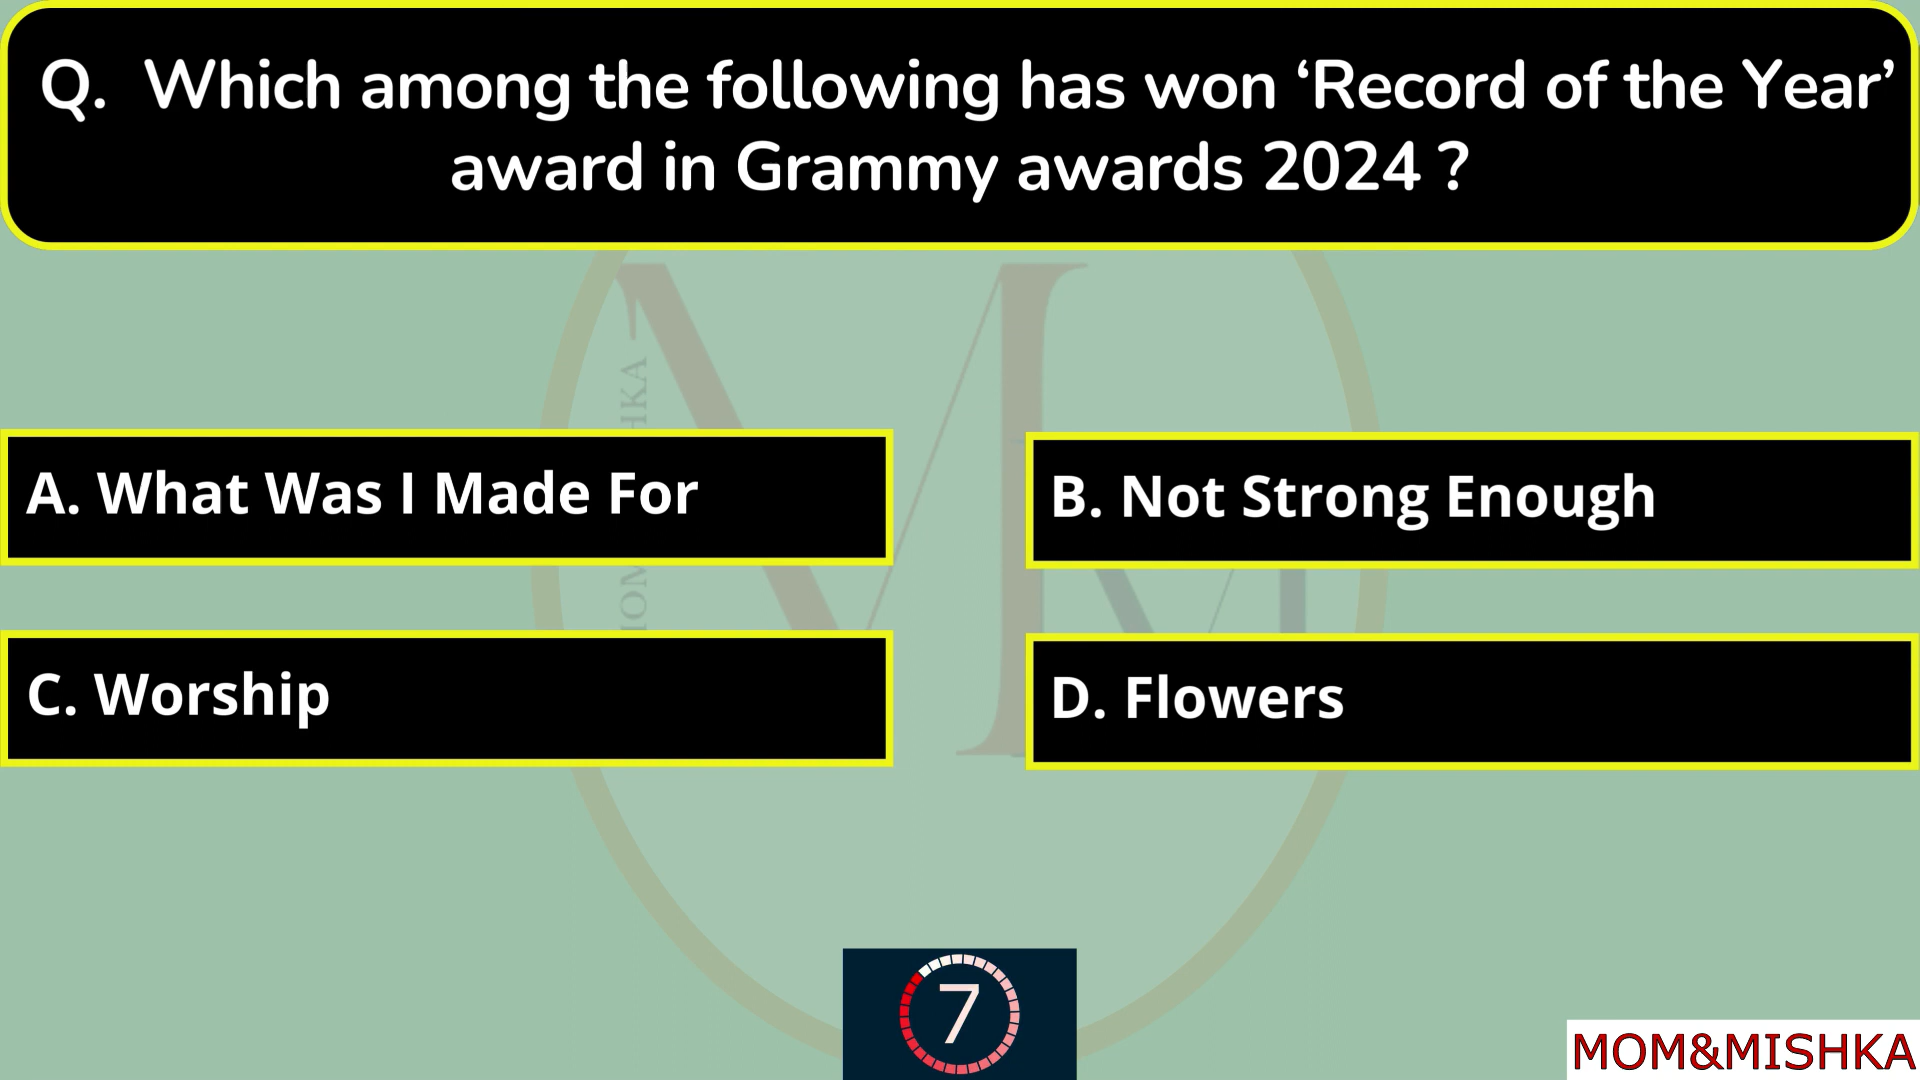 Q. Which among the following has won ‘Record of the Year’
award in Grammy awards 2024 ?
A. What Was I Made For
B. Not Strong Enough
C. Worship
D. Flowers
7
MOM&MISHKA